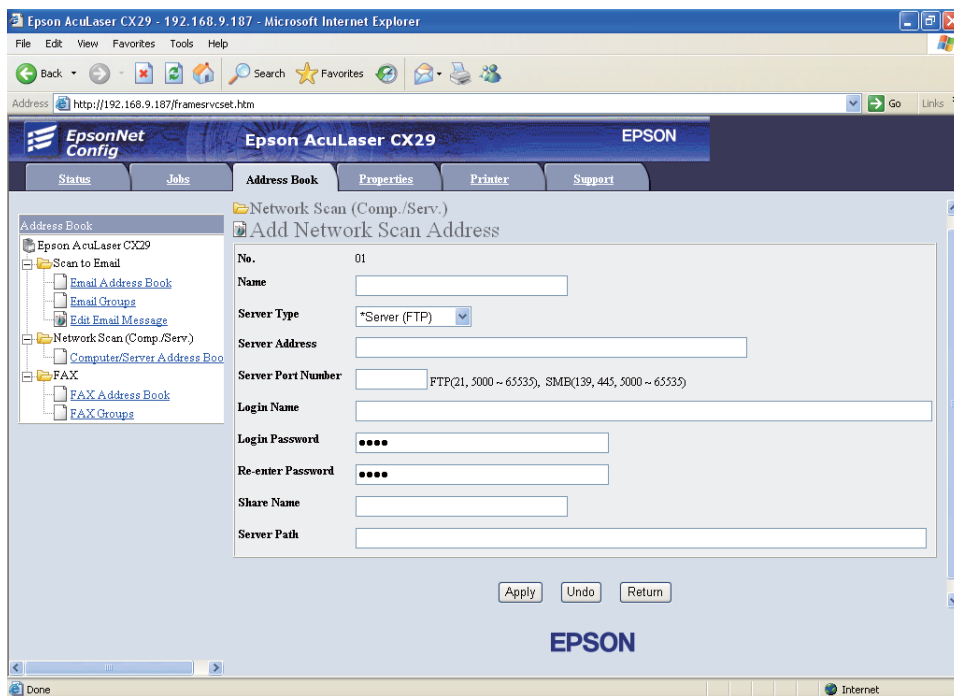 Epson AcuLaser CX29 - 192.168.9.187 - Microsoft Internet Explorer
File Edit View Favorites Tools Help
Back Search Favorites
Address http://192.168.9.187/framesrvcset.htm Go Links
EpsonNet Config
Epson AcuLaser CX29
EPSON
Status Jobs Address Book Properties Printer Support
Address Book
Epson AcuLaser CX29
Scan to Email
Email Address Book
Email Groups
Edit Email Message
Network Scan (Comp./Serv.)
Computer/Server Address Boo
FAX
FAX Address Book
FAX Groups
Network Scan (Comp./Serv.)
Add Network Scan Address
No. 01
Name
Server Type *Server (FTP)
Server Address
Server Port Number FTP(21, 5000 ~ 65535), SMB(139, 445, 5000 ~ 65535)
Login Name
Login Password ••••
Re-enter Password ••••
Share Name
Server Path
Apply Undo Return
EPSON
Done Internet